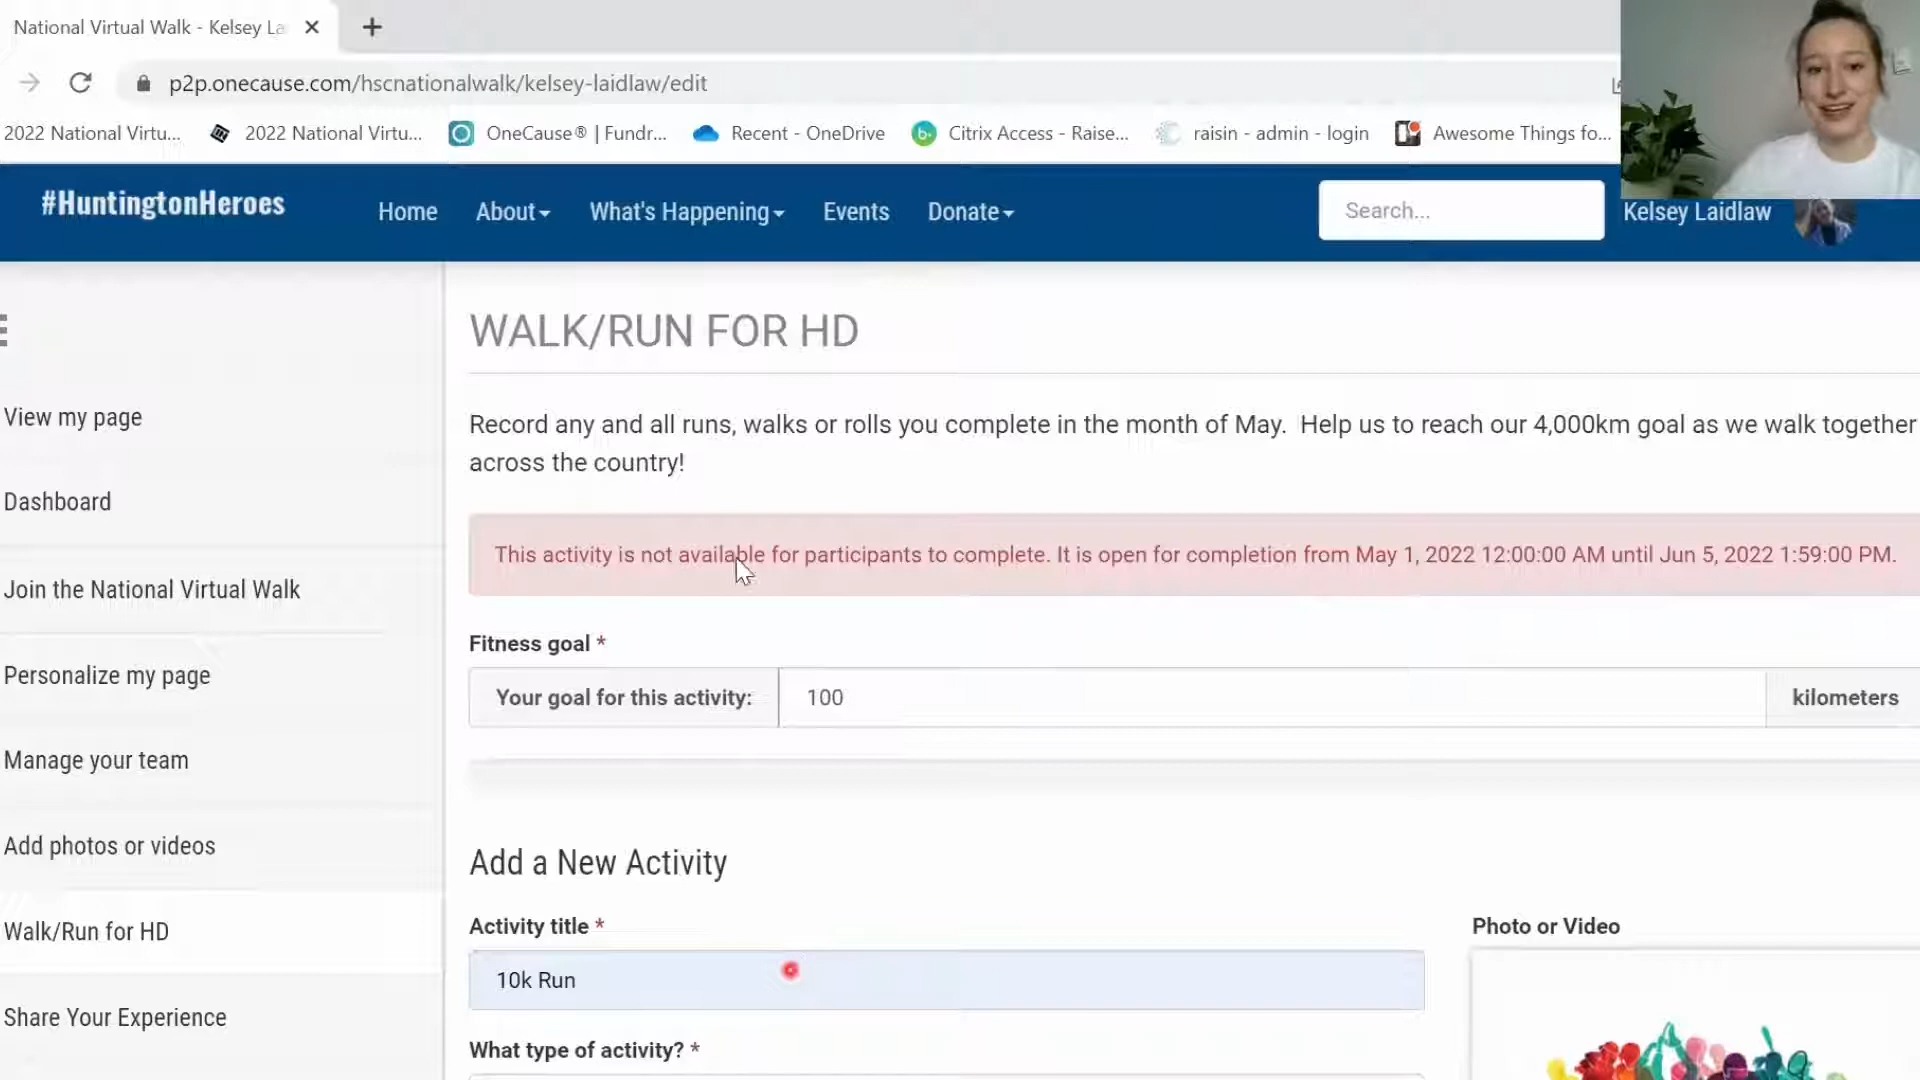 National Virtual Walk - Kelsey La
p2p.onecause.com/hscnationalwalk/kelsey-laidlaw/edit
2022 National Virtu... 2022 National Virtu... OneCause® | Fundr... Recent - OneDrive Citrix Access - Raise... raisin - admin - login Awesome Things fo...
#HuntingtonHeroes Home About What's Happening Events Donate Search... Kelsey Laidlaw
WALK/RUN FOR HD
Record any and all runs, walks or rolls you complete in the month of May. Help us to reach our 4,000km goal as we walk together
across the country!
This activity is not available for participants to complete. It is open for completion from May 1, 2022 12:00:00 AM until Jun 5, 2022 1:59:00 PM.
Fitness goal *
Your goal for this activity: 100 kilometers
Add a New Activity
Activity title *
10k Run
What type of activity? *
Photo or Video
View my page
Dashboard
Join the National Virtual Walk
Personalize my page
Manage your team
Add photos or videos
Walk/Run for HD
Share Your Experience